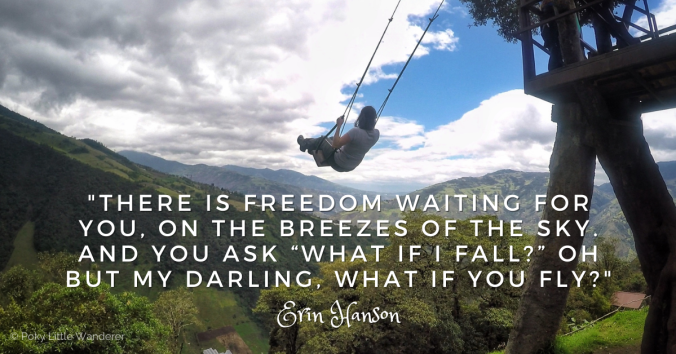 "THERE IS FREEDOM WAITING FOR
YOU, ON THE BREEZES OF THE SKY.
AND YOU ASK “WHAT IF I FALL?” OH
BUT MY DARLING, WHAT IF YOU FLY?"
Erin Hanson
© Poky Little Wanderer